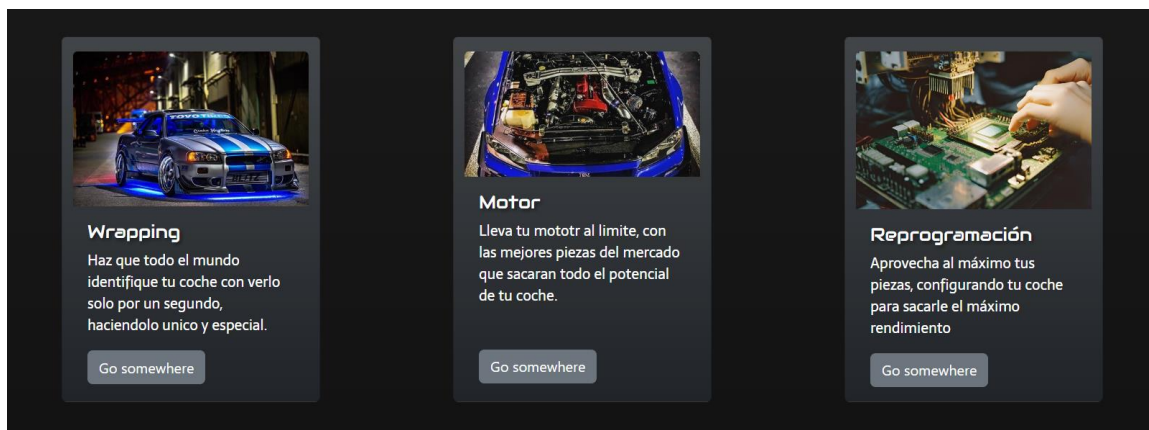 Wrapping
Haz que todo el mundo
identifique tu coche con verlo
solo por un segundo,
haciendolo unico y especial.
Go somewhere
Motor
Lleva tu mototr al limite, con
las mejores piezas del mercado
que sacaran todo el potencial
de tu coche.
Go somewhere
Reprogramación
Aprovecha al máximo tus
piezas, configurando tu coche
para sacarle el máximo
rendimiento
Go somewhere